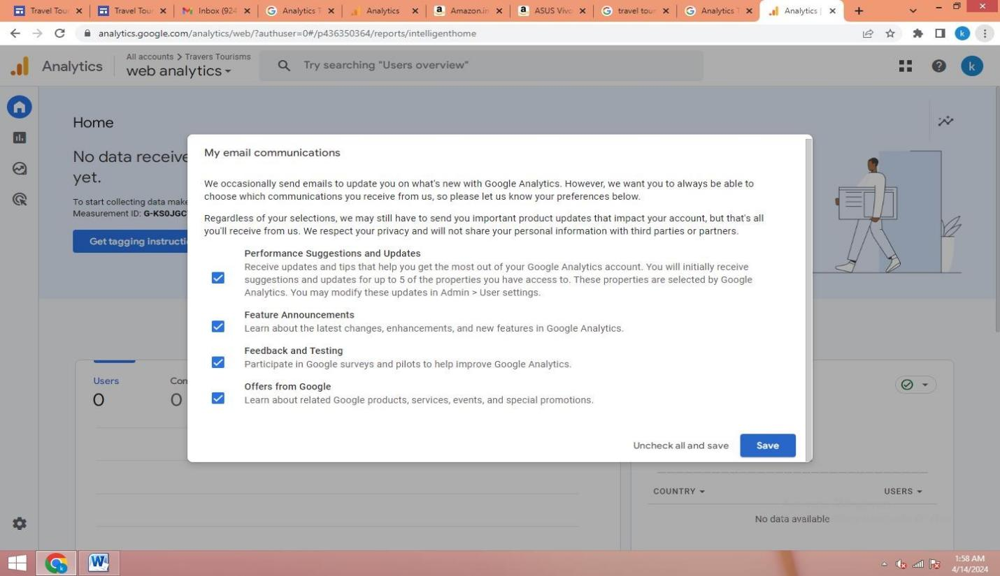 Travel Tour
Travel Tour
Inbox (924
Analytics T
Analytics
Amazon.in
ASUS Vivo
travel tour
Analytics T
Analytics |
analytics.google.com/analytics/web/?authuser=0#/p436350364/reports/intelligenthome
k
Analytics
All accounts > Travers Tourisms
web analytics
Try searching "Users overview"
k
Home
No data receive
yet.
To start collecting data make
Measurement ID: G-KS0JGC
Get tagging instructi
My email communications
We occasionally send emails to update you on what's new with Google Analytics. However, we want you to always be able to
choose which communications you receive from us, so please let us know your preferences below.
Regardless of your selections, we may still have to send you important product updates that impact your account, but that's all
you'll receive from us. We respect your privacy and will not share your personal information with third parties or partners.
Performance Suggestions and Updates
Receive updates and tips that help you get the most out of your Google Analytics account. You will initially receive
suggestions and updates for up to 5 of the properties you have access to. These properties are selected by Google
Analytics. You may modify these updates in Admin > User settings.
Feature Announcements
Learn about the latest changes, enhancements, and new features in Google Analytics.
Feedback and Testing
Participate in Google surveys and pilots to help improve Google Analytics.
Offers from Google
Learn about related Google products, services, events, and special promotions.
Uncheck all and save
Save
Users
0
Con
0
COUNTRY
USERS
No data available
1:58 AM
4/14/2024